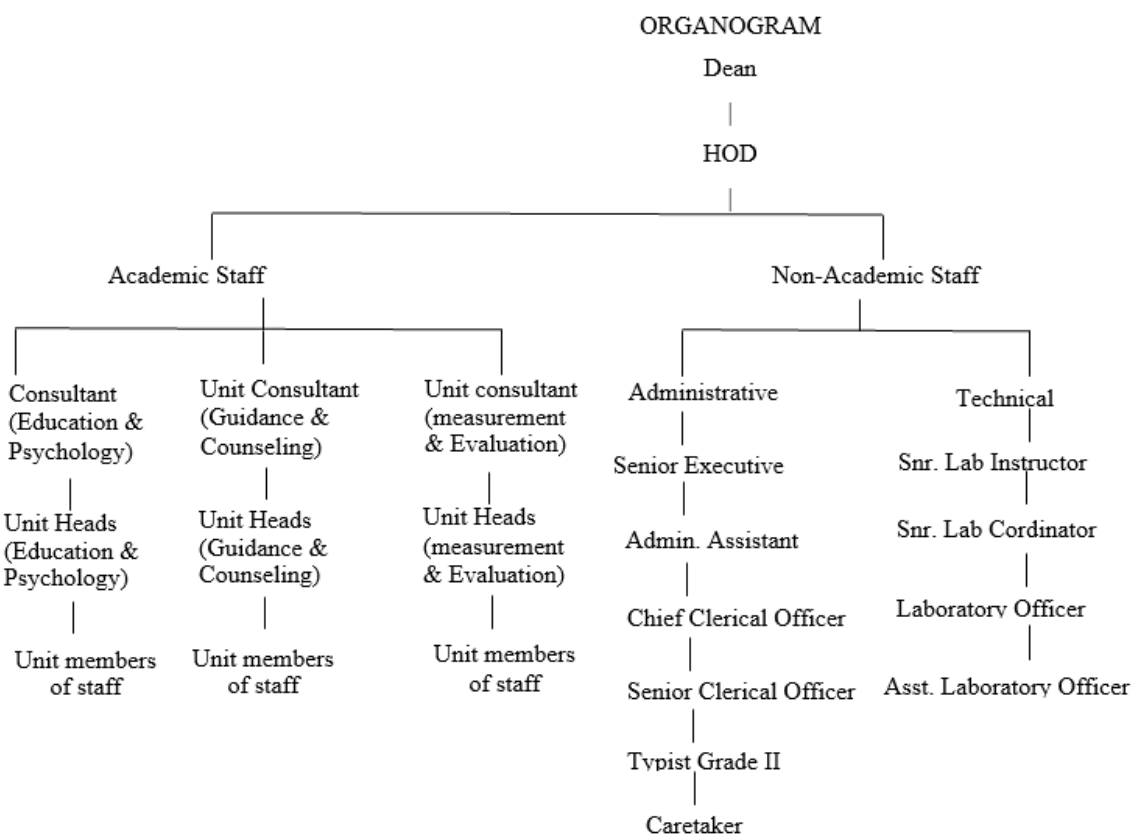 ORGANOGRAM
Dean
HOD
Academic Staff
Non-Academic Staff
Consultant
(Education &
Psychology)
Unit Consultant
(Guidance &
Counseling)
Unit consultant
(measurement
& Evaluation)
Administrative
Technical
Senior Executive
Snr. Lab Instructor
Unit Heads
(Education &
Psychology)
Unit Heads
(Guidance &
Counseling)
Unit Heads
(measurement
& Evaluation)
Admin. Assistant
Snr. Lab Cordinator
Chief Clerical Officer
Laboratory Officer
Unit members
of staff
Unit members
of staff
Unit members
of staff
Senior Clerical Officer
Asst. Laboratory Officer
Typist Grade II
Caretaker